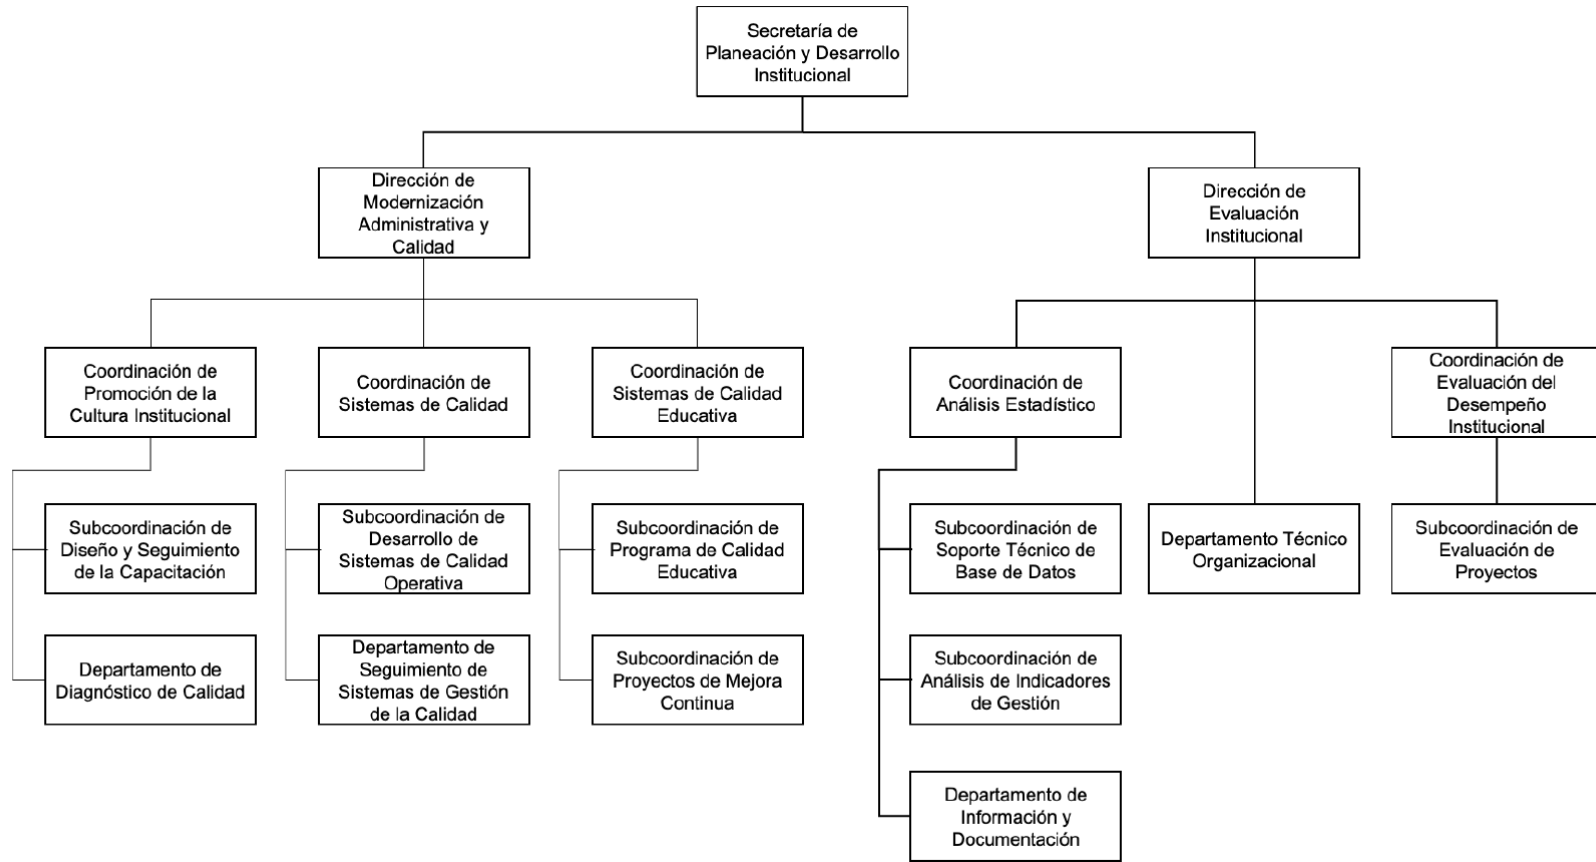 Secretaría de
Planeación y Desarrollo
Institucional
Dirección de
Modernización
Administrativa y
Calidad
Dirección de
Evaluación
Institucional
Coordinación de
Promoción de la
Cultura Institucional
Coordinación de
Sistemas de Calidad
Coordinación de
Sistemas de Calidad
Educativa
Coordinación de
Análisis Estadístico
Coordinación de
Evaluación del
Desempeño
Institucional
Subcoordinación de
Diseño y Seguimiento
de la Capacitación
Subcoordinación de
Desarrollo de
Sistemas de Calidad
Operativa
Subcoordinación de
Programa de Calidad
Educativa
Subcoordinación de
Soporte Técnico de
Base de Datos
Departamento Técnico
Organizacional
Subcoordinación de
Evaluación de
Proyectos
Departamento de
Diagnóstico de Calidad
Departamento de
Seguimiento de
Sistemas de Gestión
de la Calidad
Subcoordinación de
Proyectos de Mejora
Continua
Subcoordinación de
Análisis de Indicadores
de Gestión
Departamento de
Información y
Documentación